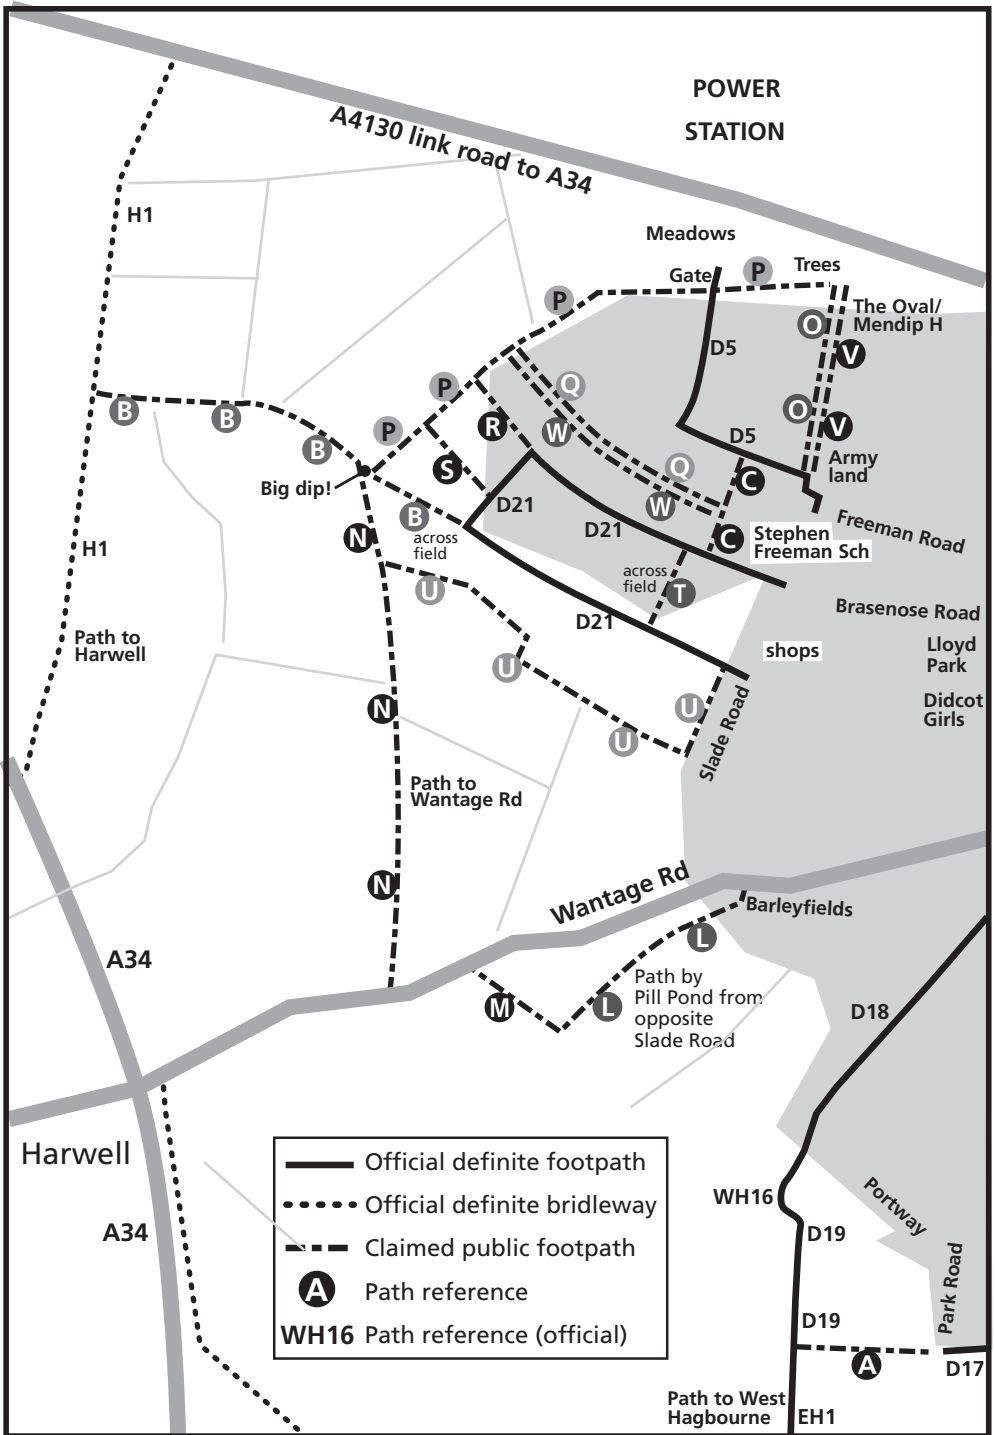 POWER
STATION
A4130 link road to A34
H1
Meadows
Gate
P
Trees
P
The Oval/
Mendip H
O
D5
V
P
Q
B
B
R
W
O
V
P
D5
B
S
Q
Army
land
Big dip!
C
D21
W
B
Freeman Road
N
across
field
D21
C
Stephen
Freeman Sch
H1
U
across
field
T
Brasenose Road
D21
Path to
Harwell
shops
Lloyd
Park
U
N
U
Didcot
Girls
U
Slade Road
Path to
Wantage Rd
N
Wantage Rd
Barleyfields
L
A34
M
L
Path by
Pill Pond from
opposite
Slade Road
D18
Harwell
Official definite footpath
WH16
Portway
Official definite bridleway
A34
D19
Claimed public footpath
A
Path reference
Park Road
D19
WH16 Path reference (official)
A
D17
Path to West
Hagbourne
EH1